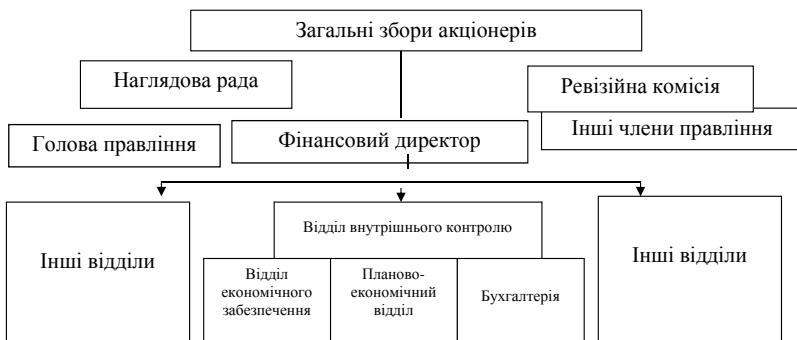 Загальні збори акціонерів
Наглядова рада
Ревізійна комісія
Голова правління
Фінансовий директор
Інші члени правління
Інші відділи
Відділ внутрішнього контролю
Інші відділи
Відділ
економічного
забезпечення
Планово-
економічний
відділ
Бухгалтерія